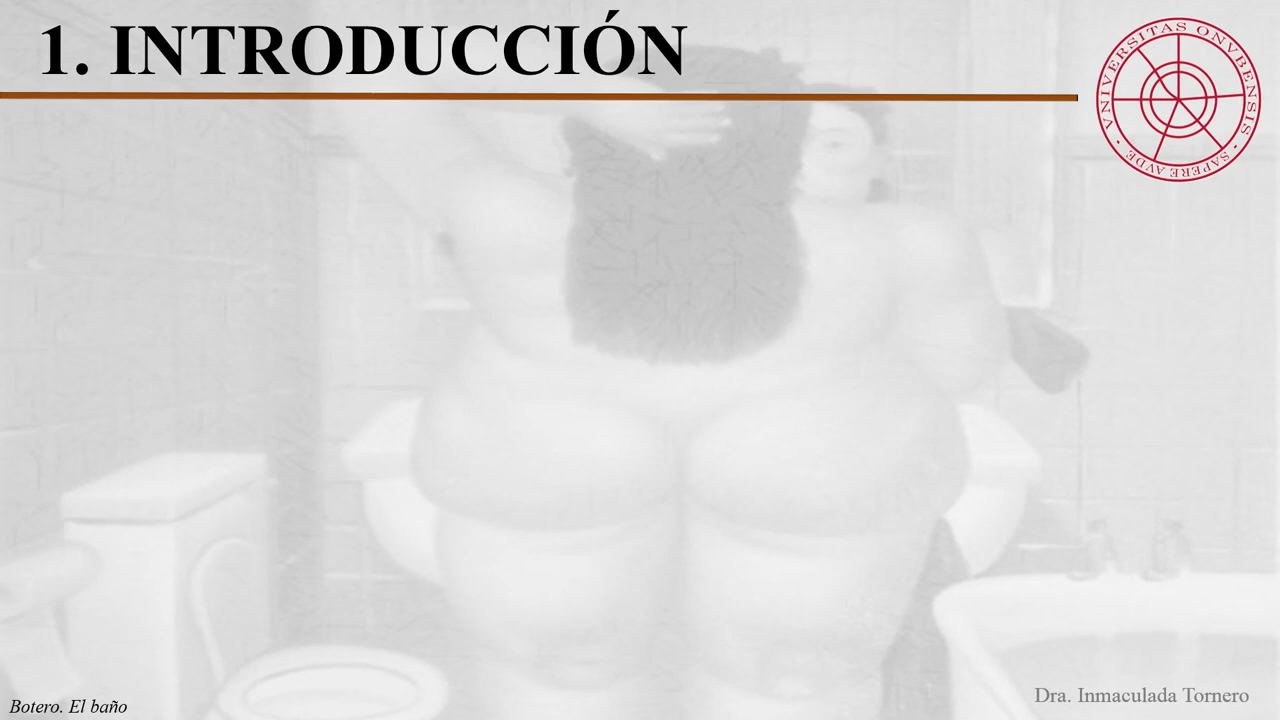 1. INTRODUCCIÓN
VNIVERSITAS ONVBENSIS · SAPERE AVDE ·
Botero. El baño
Dra. Inmaculada Tornero